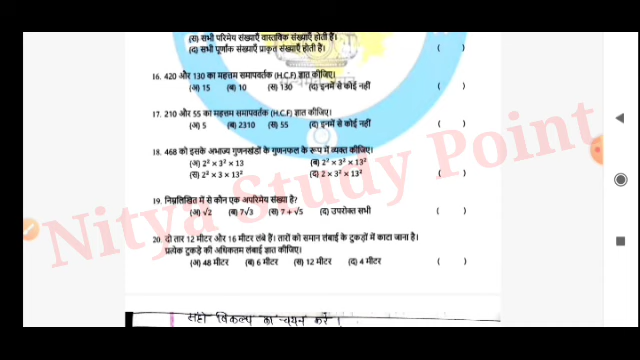 (स) सभी परिमेय संख्याएँ वास्तविक संख्याएँ होती हैं।
(द) सभी पूर्णांक संख्याएँ प्राकृत संख्याएँ होती हैं। ( )
16. 420 और 130 का महत्तम समापवर्तक (H.C.F) ज्ञात कीजिए।
(अ) 15 (ब) 10 (स) 130 (द) इनमें से कोई नहीं ( )
17. 210 और 55 का महत्तम समापवर्तक (H.C.F) ज्ञात कीजिए।
(अ) 5 (ब) 2310 (स) 55 (द) इनमें से कोई नहीं ( )
18. 468 को इसके अभाज्य गुणनखंडों के गुणनफल के रूप में व्यक्त कीजिए।
(अ) 2² × 3² × 13 (ब) 2² × 3² × 13²
(स) 2² × 3 × 13² (द) 2 × 3² × 13² ( )
19. निम्नलिखित में से कौन एक अपरिमेय संख्या है?
(अ) √2 (ब) 7√3 (स) 7 + √5 (द) उपरोक्त सभी ( )
20. दो तार 12 मीटर और 16 मीटर लंबे हैं। तारों को समान लंबाई के टुकड़ों में काटा जाना है।
प्रत्येक टुकड़े की अधिकतम लंबाई ज्ञात कीजिए।
(अ) 48 मीटर (ब) 6 मीटर (स) 12 मीटर (द) 4 मीटर ( )
सही विकल्प का चयन करें।
Nitya Study Point